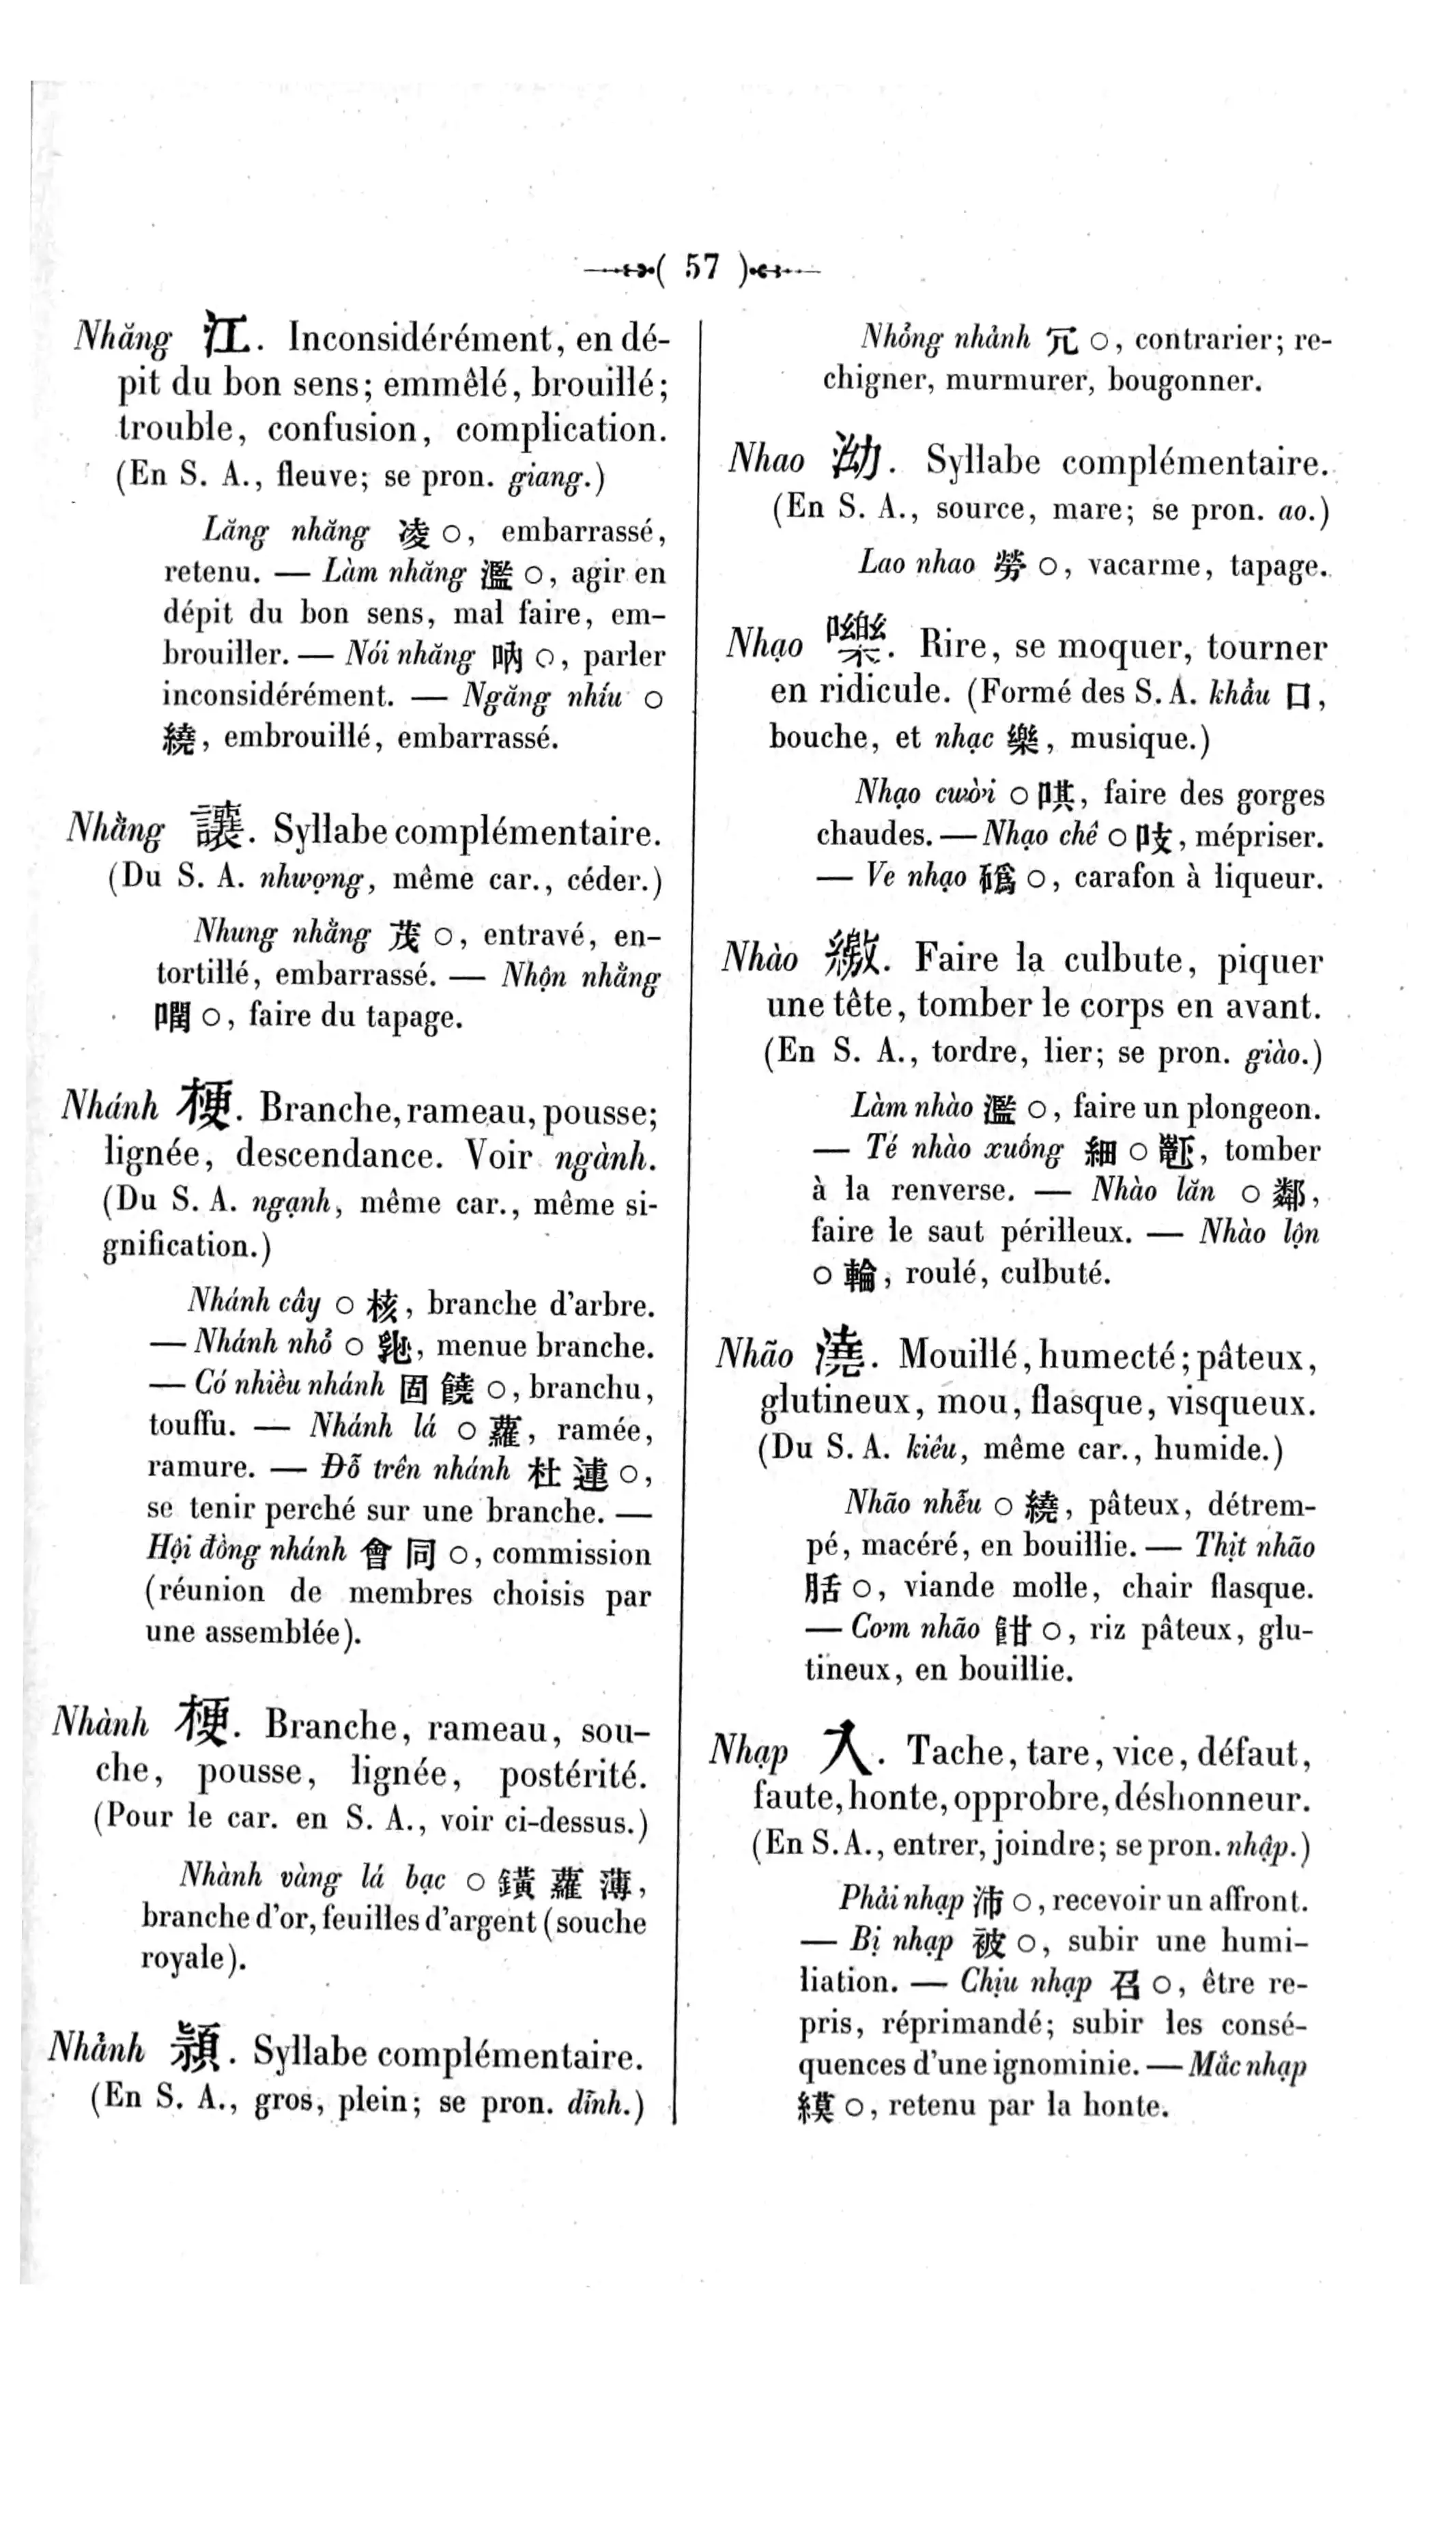 ( 57 )
Nhăng 江. Inconsidérément, en dé-
pit du bon sens; emmêlé, brouillé;
trouble, confusion, complication.
(En S. A., fleuve; se pron. giang.)
Lăng nhăng 凌 ○, embarrassé,
retenu. — Làm nhăng 濫 ○, agir en
dépit du bon sens, mal faire, em-
brouiller. — Nói nhăng 吶 ○, parler
inconsidérément. — Ngăng nhíu ○
繞, embrouillé, embarrassé.
Nhằng 讓. Syllabe complémentaire.
(Du S. A. nhượng, même car., céder.)
Nhung nhằng 茂 ○, entravé, en-
tortillé, embarrassé. — Nhộn nhằng
○, faire du tapage.
Nhánh 梗. Branche, rameau, pousse;
lignée, descendance. Voir ngành.
(Du S. A. ngạnh, même car., même si-
gnification.)
Nhánh cây ○ 核, branche d'arbre.
— Nhánh nhỏ ○, menue branche.
— Có nhiều nhánh 固 饒 ○, branchu,
touffu. — Nhánh lá ○ 蘿, ramée,
ramure. — Đỗ trên nhánh 杜 連 ○,
se tenir perché sur une branche. —
Hội đồng nhánh 會 同 ○, commission
(réunion de membres choisis par
une assemblée).
Nhành 梗. Branche, rameau, sou-
che, pousse, lignée, postérité.
(Pour le car. en S. A., voir ci-dessus.)
Nhành vàng lá bạc ○ 鐄 蘿 薄,
branche d'or, feuilles d'argent (souche
royale).
Nhảnh 潁. Syllabe complémentaire.
(En S. A., gros, plein; se pron. dĩnh.)
Nhỏng nhảnh 冗 ○, contrarier; re-
chigner, murmurer, bougonner.
Nhao 泑. Syllabe complémentaire.
(En S. A., source, mare; se pron. ao.)
Lao nhao 勞 ○, vacarme, tapage.
Nhạo 嚛. Rire, se moquer, tourner
en ridicule. (Formé des S. A. khẩu 口,
bouche, et nhạc 樂, musique.)
Nhạo cười ○ 唭, faire des gorges
chaudes. — Nhạo chê ○ 吱, mépriser.
— Ve nhạo 碼 ○, carafon à liqueur.
Nhào 繳. Faire la culbute, piquer
une tête, tomber le corps en avant.
(En S. A., tordre, lier; se pron. giảo.)
Làm nhào 濫 ○, faire un plongeon.
— Té nhào xuống 細 ○, tomber
à la renverse. — Nhào lăn ○ 鄰,
faire le saut périlleux. — Nhào lộn
○ 輪, roulé, culbuté.
Nhão 澆. Mouillé, humecté; pâteux,
glutineux, mou, flasque, visqueux.
(Du S. A. kiêu, même car., humide.)
Nhão nhễu ○ 繞, pâteux, détrem-
pé, macéré, en bouillie. — Thịt nhão
䏦 ○, viande molle, chair flasque.
— Cơm nhão 䬲 ○, riz pâteux, glu-
tineux, en bouillie.
Nhạp 入. Tache, tare, vice, défaut,
faute, honte, opprobre, déshonneur.
(En S. A., entrer, joindre; se pron. nhập.)
Phải nhạp 沛 ○, recevoir un affront.
— Bị nhạp 被 ○, subir une humi-
liation. — Chịu nhạp 召 ○, être re-
pris, réprimandé; subir les consé-
quences d'une ignominie. — Mắc nhạp
縸 ○, retenu par la honte.